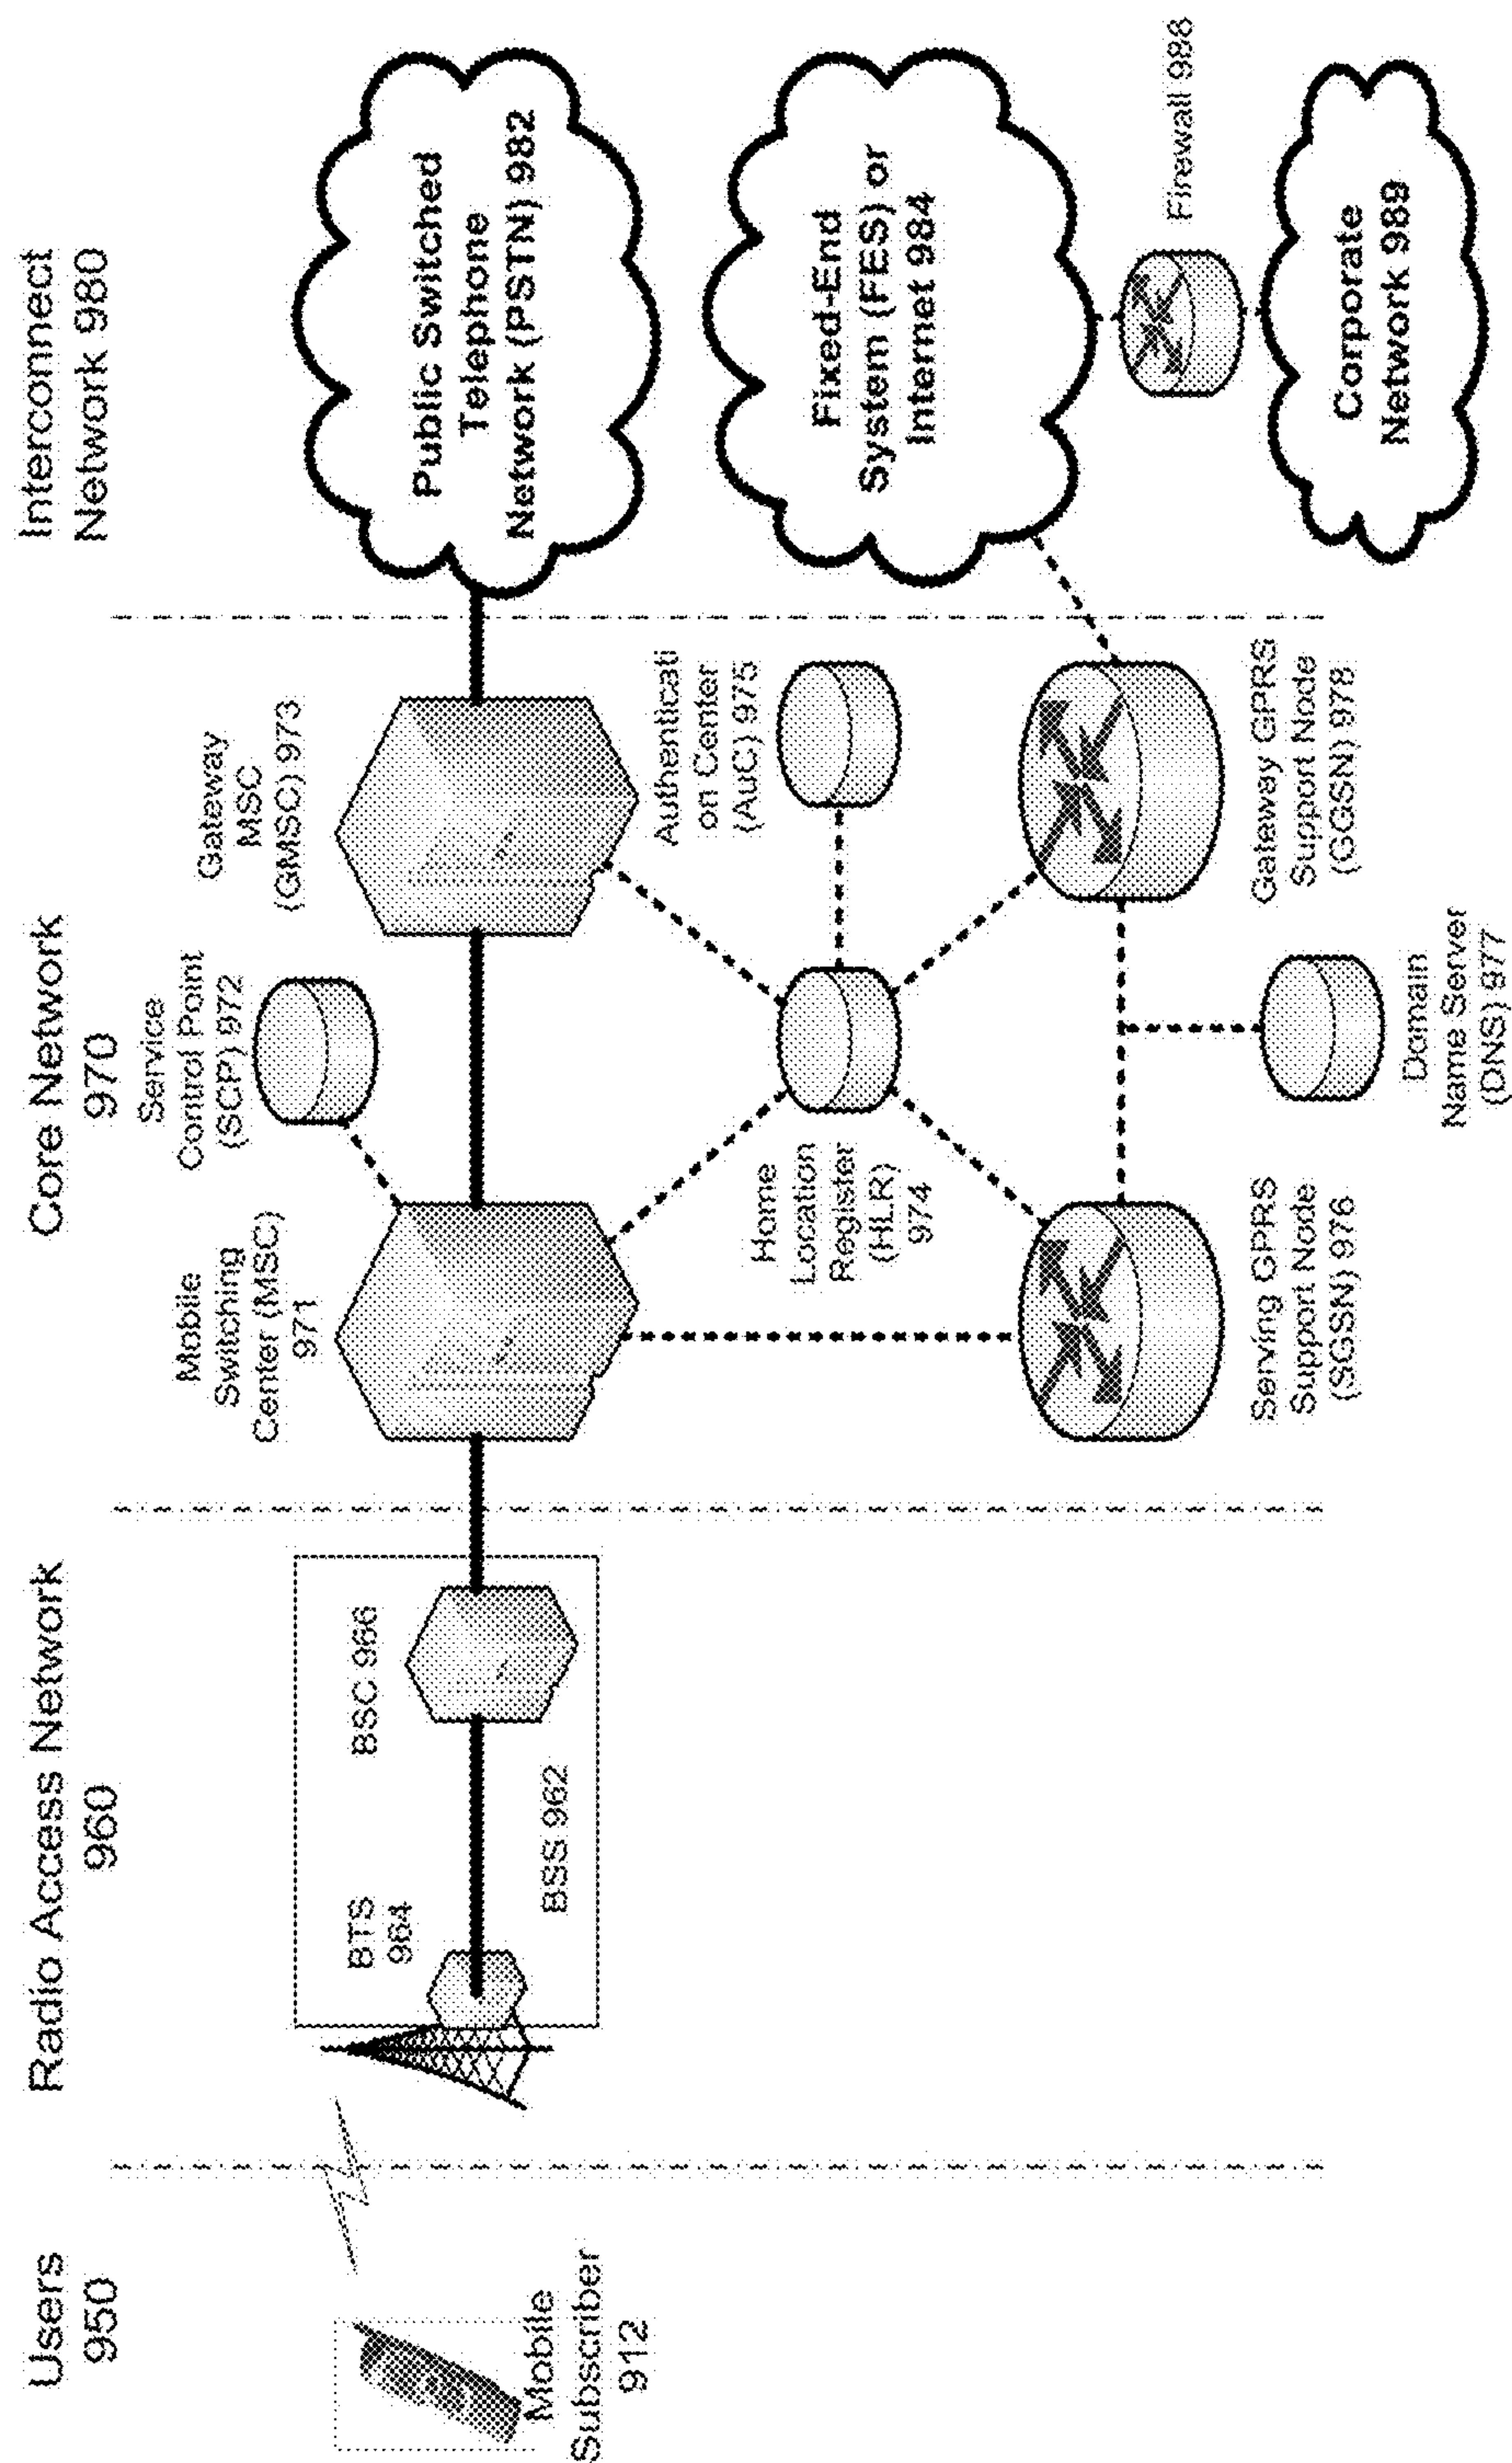 Users
950
Radio Access Network
960
Core Network
970
Interconnect
Network 980
Mobile
Subscriber
912
BTS
964
BSC 966
BSS 962
Mobile
Switching
Center (MSC)
971
Service
Control Point
(SCP) 972
Gateway
MSC
(GMSC) 973
Home
Location
Register
(HLR)
974
Authenticati
on Center
(AuC) 975
Serving GPRS
Support Node
(SGSN) 976
Domain
Name Server
(DNS) 977
Gateway GPRS
Support Node
(GGSN) 978
Public Switched
Telephone
Network (PSTN) 982
Fixed-End
System (FES) or
Internet 984
Firewall 988
Corporate
Network 989